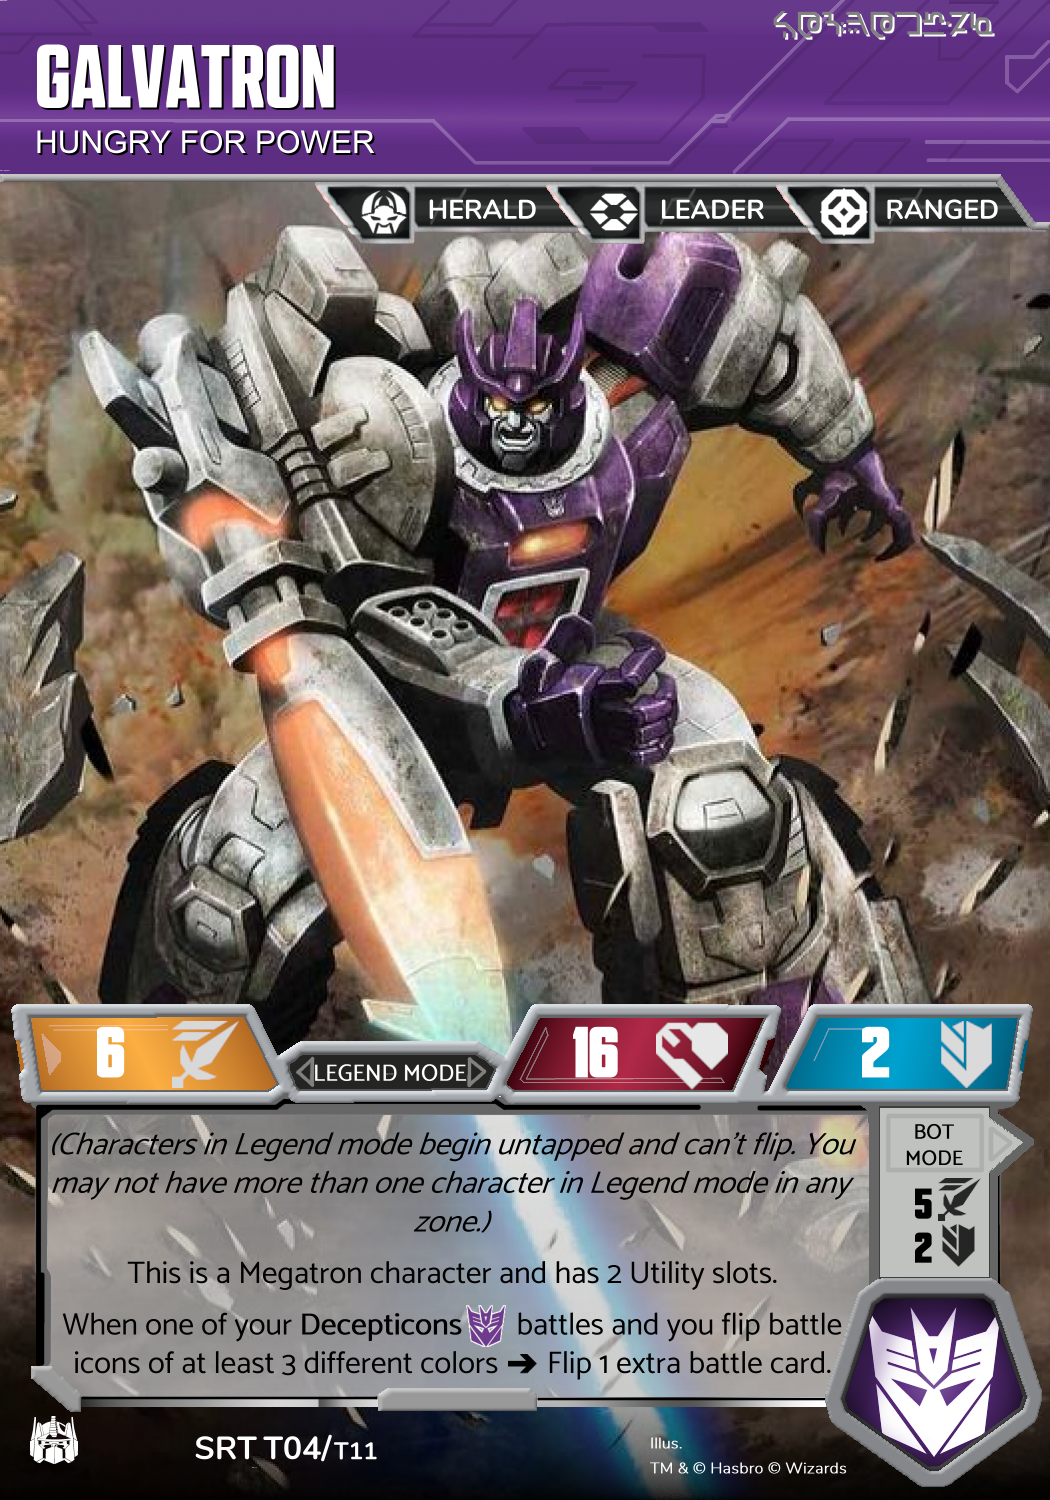 GALVATRON
HUNGRY FOR POWER
HERALD
LEADER
RANGED
6
LEGEND MODE
16
2
(Characters in Legend mode begin untapped and can't flip. You
may not have more than one character in Legend mode in any
zone.)
This is a Megatron character and has 2 Utility slots.
When one of your Decepticons battles and you flip battle
icons of at least 3 different colors → Flip 1 extra battle card.
BOT
MODE
5
2
SRT T04/T11
Illus.
TM & © Hasbro © Wizards